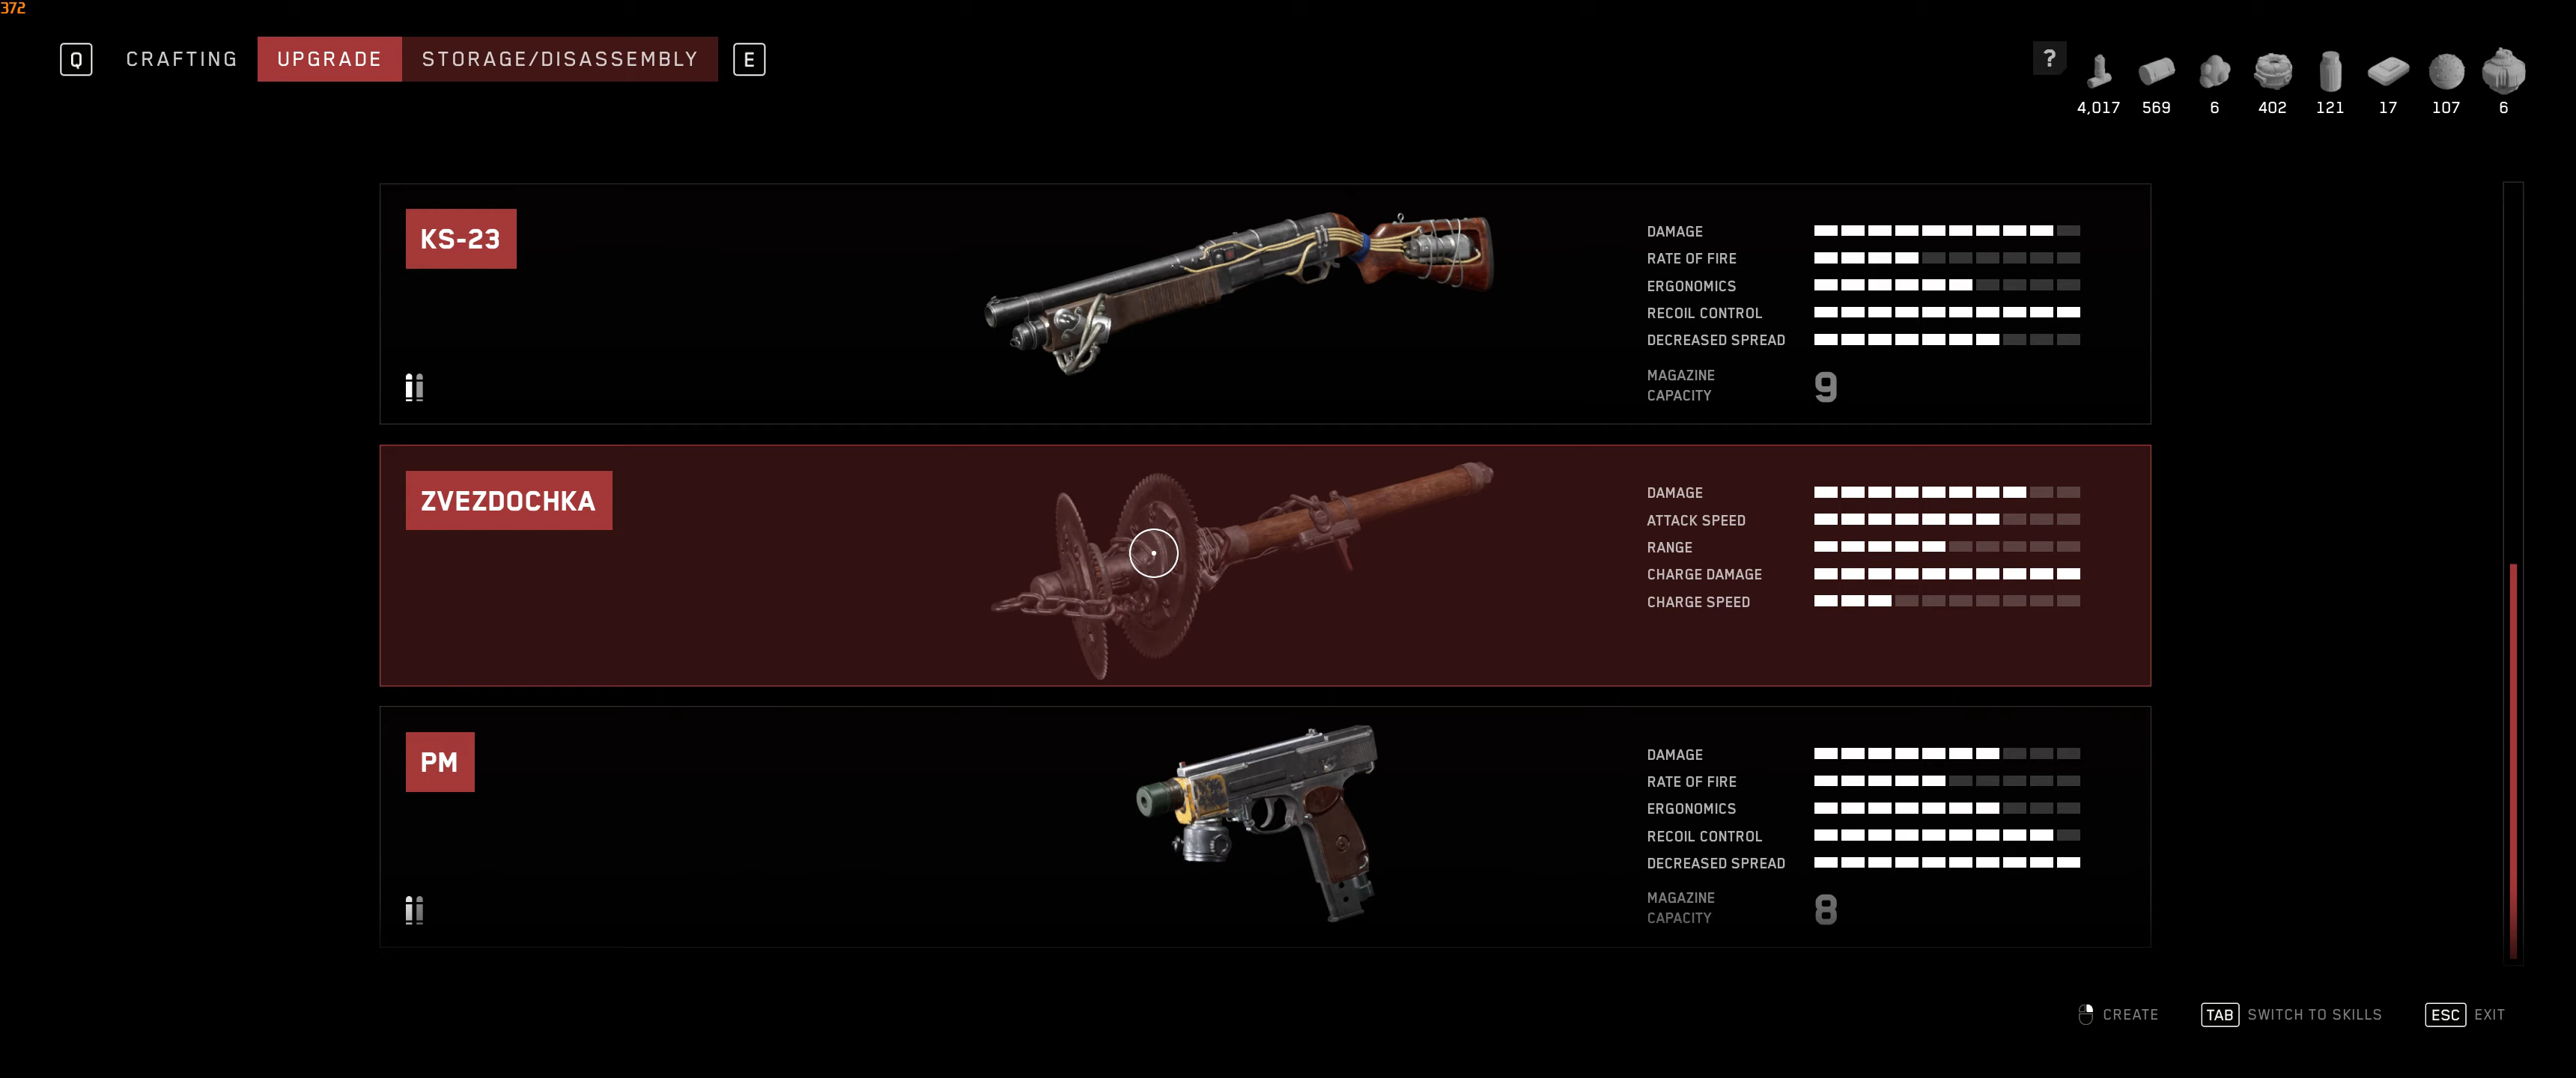 372
Q CRAFTING UPGRADE STORAGE/DISASSEMBLY E
?
4,017 569 6 402 121 17 107 6
KS-23
DAMAGE
RATE OF FIRE
ERGONOMICS
RECOIL CONTROL
DECREASED SPREAD
MAGAZINE
CAPACITY
9
ZVEZDOCHKA
DAMAGE
ATTACK SPEED
RANGE
CHARGE DAMAGE
CHARGE SPEED
PM
DAMAGE
RATE OF FIRE
ERGONOMICS
RECOIL CONTROL
DECREASED SPREAD
MAGAZINE
CAPACITY
8
CREATE TAB SWITCH TO SKILLS ESC EXIT